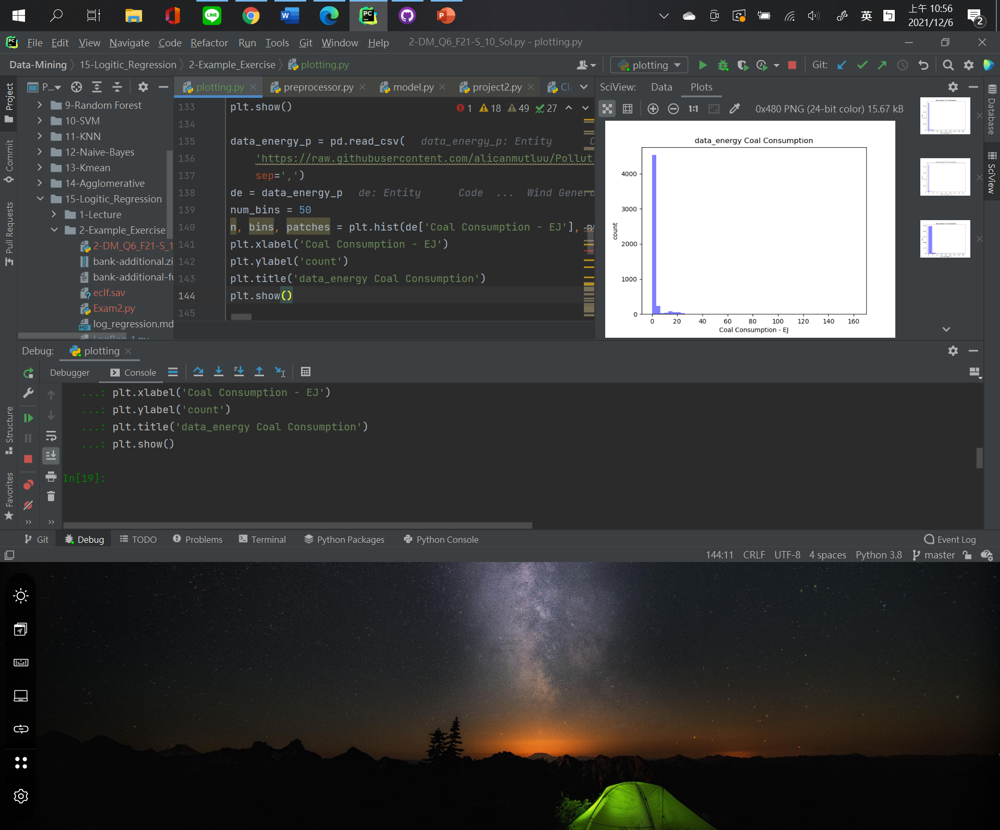 上午 10:56
2021/12/6
英
2
File Edit View Navigate Code Refactor Run Tools Git Window Help 2-DM_Q6_F21-S_10_Sol.py - plotting.py
Data-Mining 15-Logitic_Regression 2-Example_Exercise plotting.py
plotting
Git:
Project
Commit
Pull Requests
Structure
Favorites
P...
9-Random Forest
10-SVM
11-KNN
12-Naive-Bayes
13-Kmean
14-Agglomerative
15-Logitic_Regression
1-Lecture
2-Example_Exercise
2-DM_Q6_F21-S_1
bank-additional.zi
bank-additional-fu
eclf.sav
Exam2.py
log_regression.md
plotting.py preprocessor.py model.py project2.py Cl
1 18 49 27
133 plt.show()
134
135 data_energy_p = pd.read_csv( data_energy_p: Entity
136 'https://raw.githubusercontent.com/alicanmutluu/Polluti
137 sep=',')
138 de = data_energy_p de: Entity Code ... Wind Genera
139 num_bins = 50
140 n, bins, patches = plt.hist(de['Coal Consumption - EJ'],
141 plt.xlabel('Coal Consumption - EJ')
142 plt.ylabel('count')
143 plt.title('data_energy Coal Consumption')
144 plt.show()
145
SciView: Data Plots
1:1 0x480 PNG (24-bit color) 15.67 kB
data_energy Coal Consumption
4000
3000
2000
1000
0
count
0 20 40 60 80 100 120 140 160
Coal Consumption - EJ
Database
SciView
Debug: plotting
Debugger Console
...: plt.xlabel('Coal Consumption - EJ')
...: plt.ylabel('count')
...: plt.title('data_energy Coal Consumption')
...: plt.show()
In[19]:
Git Debug TODO Problems Terminal Python Packages Python Console Event Log
144:11 CRLF UTF-8 4 spaces Python 3.8 master